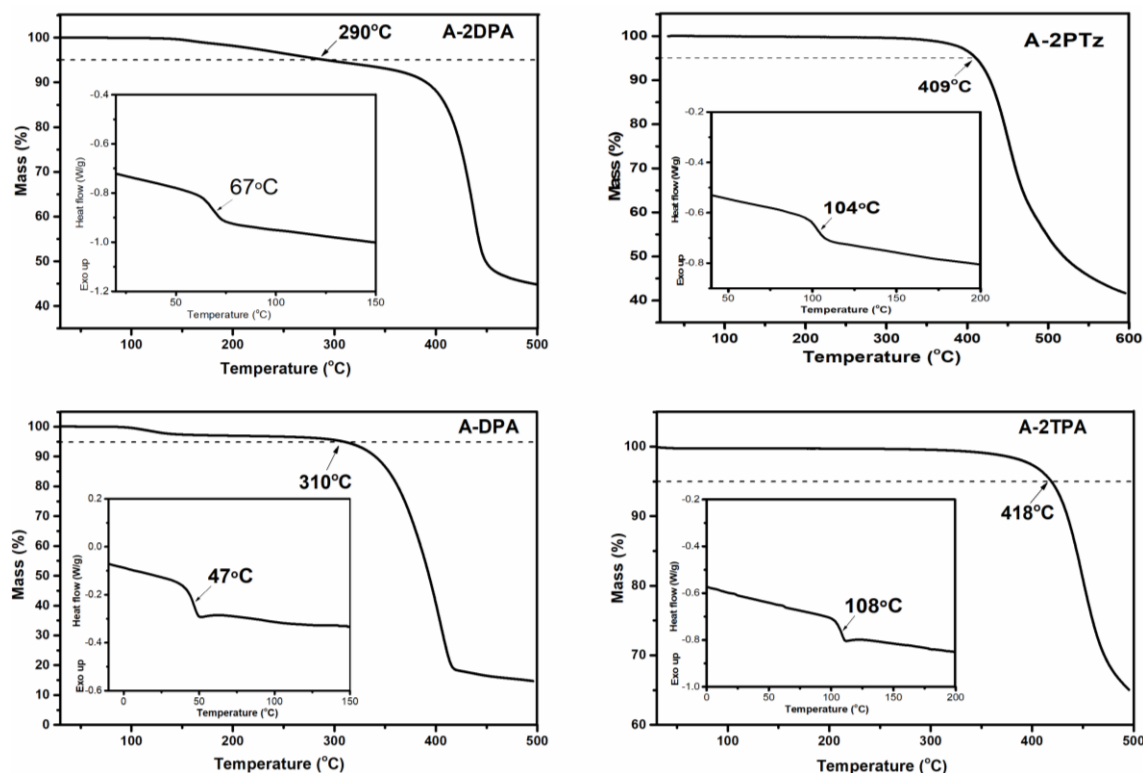 A-2DPA
290°C
Mass (%)
100
90
80
70
60
50
40
Heat flow (W/g)
Exo up
-0.4
-0.6
-0.8
-1.0
-1.2
67°C
50
100
150
Temperature (°C)
100
200
300
400
500
Temperature (°C)
A-2PTz
409°C
Mass (%)
100
90
80
70
60
50
40
Heat flow (W/g)
Exo up
-0.2
-0.4
-0.6
-0.8
104°C
50
100
150
200
Temperature (°C)
100
200
300
400
500
600
Temperature (°C)
A-DPA
310°C
Mass (%)
100
90
80
70
60
50
40
30
20
10
0
Heat flow (W/g)
Exo up
0.2
0.0
-0.2
-0.4
-0.6
47°C
0
50
100
150
Temperature (°C)
100
200
300
400
500
Temperature (°C)
A-2TPA
418°C
Mass (%)
100
90
80
70
60
Heat flow (W/g)
Exo up
-0.2
-0.4
-0.6
-0.8
-1.0
108°C
0
50
100
150
200
Temperature (°C)
100
200
300
400
500
Temperature (°C)